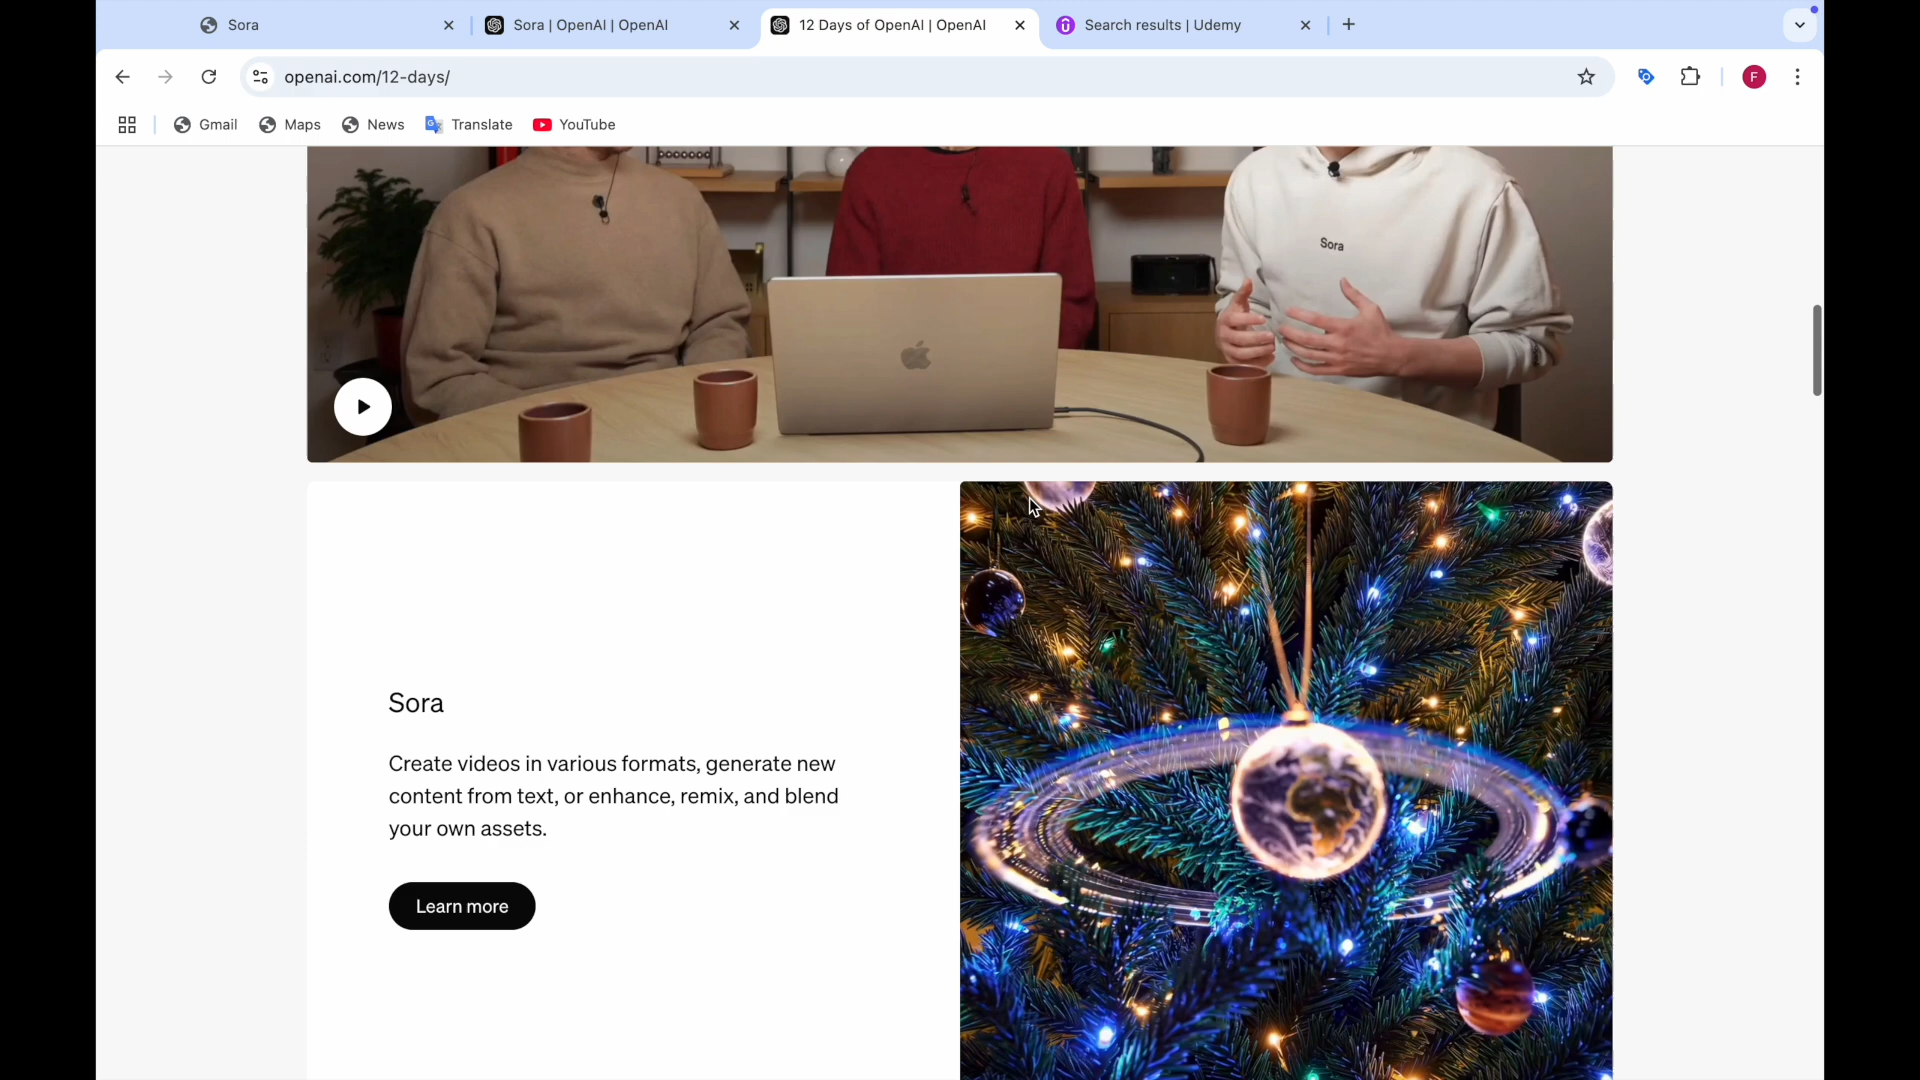 Sora
Sora | OpenAI | OpenAI
12 Days of OpenAI | OpenAI
Search results | Udemy
openai.com/12-days/
F
Gmail
Maps
News
Translate
YouTube
Sora
Sora
Create videos in various formats, generate new
content from text, or enhance, remix, and blend
your own assets.
Learn more